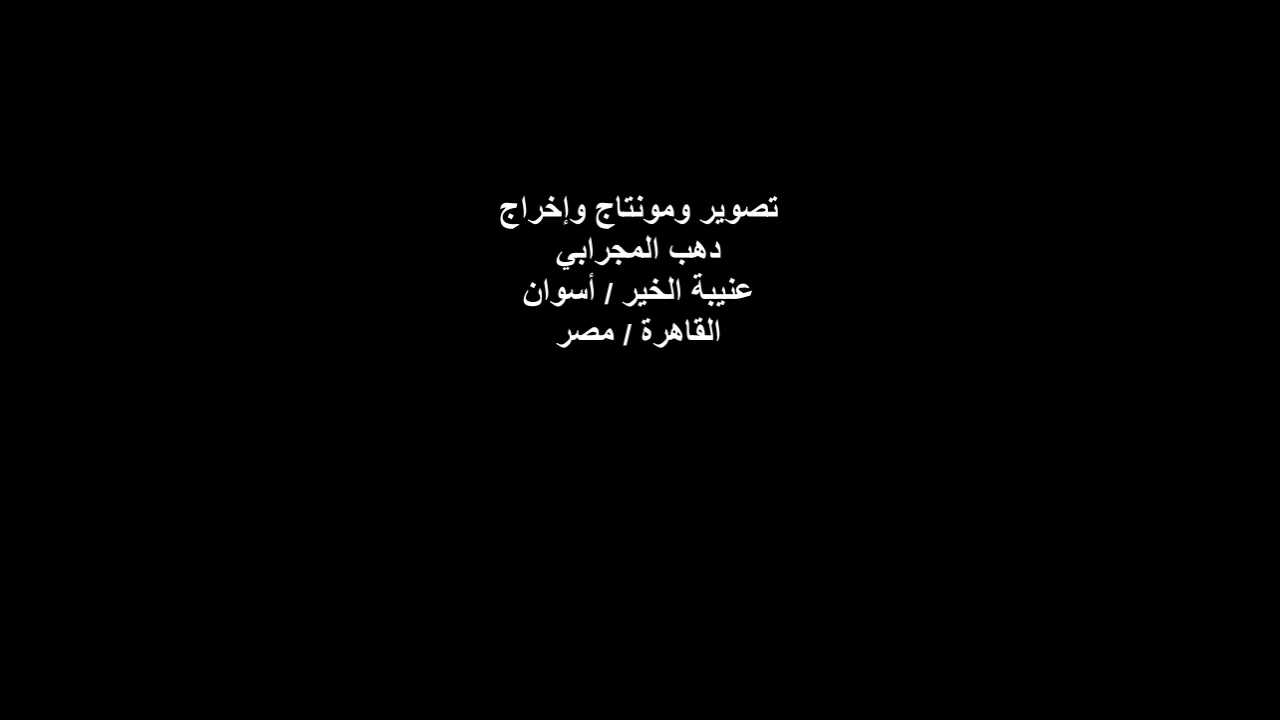 تصوير ومونتاج وإخراج
دهب المجرابي
عنيبة الخير / أسوان
القاهرة / مصر